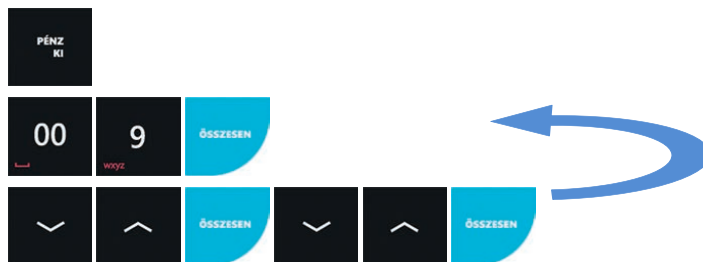 PÉNZ
KI
00 9 ÖSSZESEN
wxyz
ÖSSZESEN ÖSSZESEN